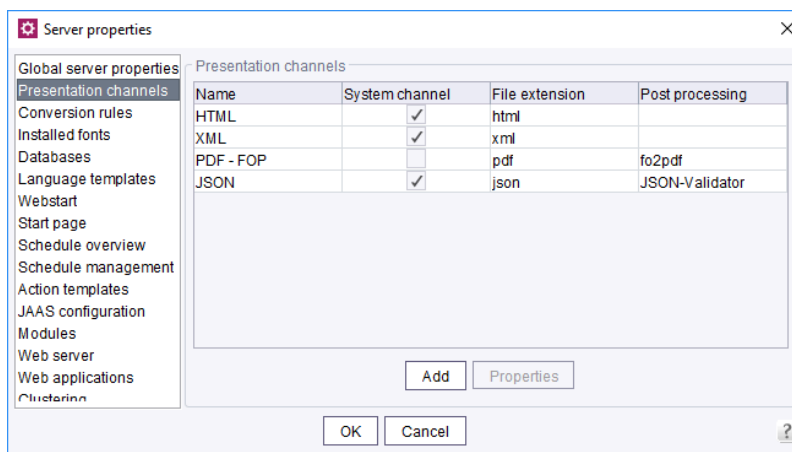 Server properties
Global server properties
Presentation channels
Conversion rules
Installed fonts
Databases
Language templates
Webstart
Start page
Schedule overview
Schedule management
Action templates
JAAS configuration
Modules
Web server
Web applications
Clustering
Presentation channels
Name System channel File extension Post processing
HTML html
XML xml
PDF - FOP pdf fo2pdf
JSON json JSON-Validator
Add Properties
OK Cancel ?